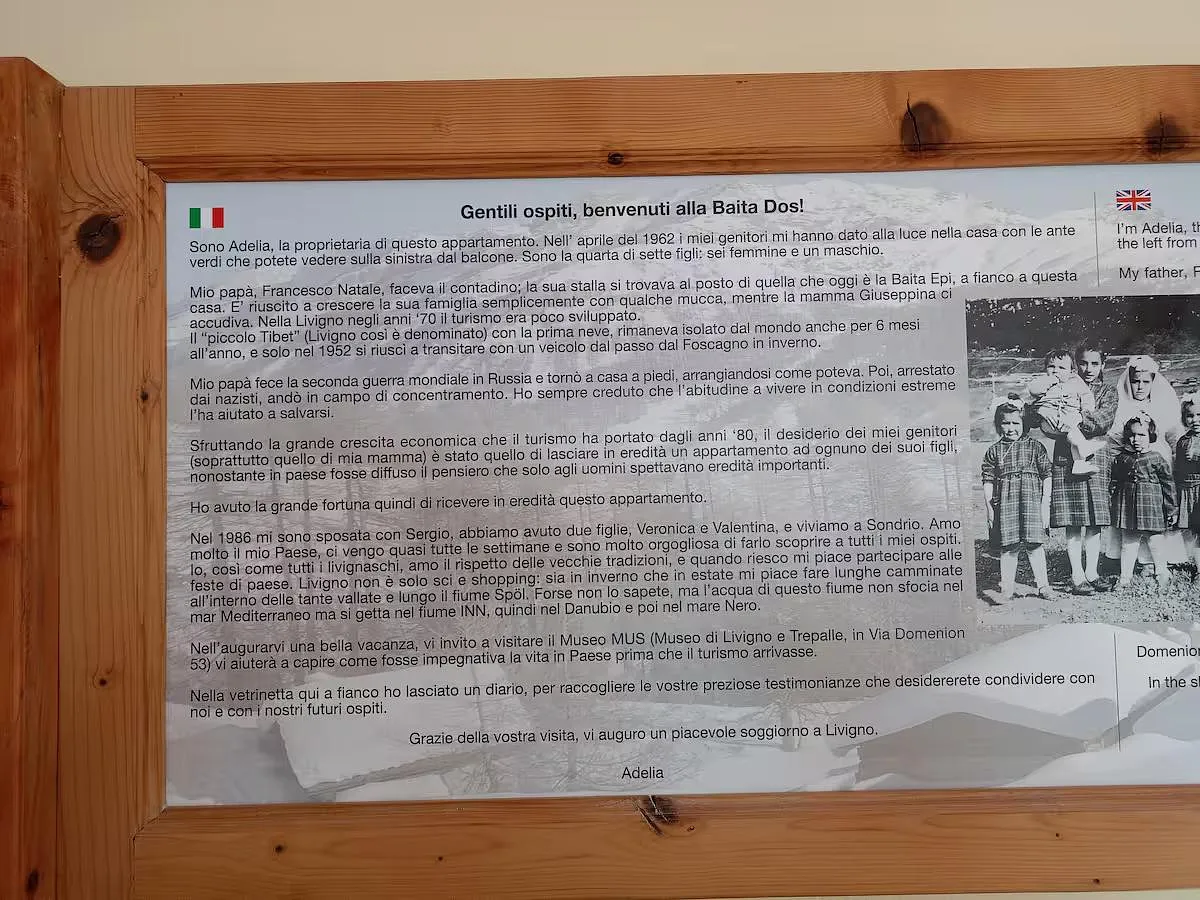 Gentili ospiti, benvenuti alla Baita Dos!
Sono Adelia, la proprietaria di questo appartamento. Nell' aprile del 1962 i miei genitori mi hanno dato alla luce nella casa con le ante
verdi che potete vedere sulla sinistra dal balcone. Sono la quarta di sette figli: sei femmine e un maschio.
Mio papà, Francesco Natale, faceva il contadino; la sua stalla si trovava al posto di quella che oggi è la Baita Epi, a fianco a questa
casa. E' riuscito a crescere la sua famiglia semplicemente con qualche mucca, mentre la mamma Giuseppina ci
accudiva. Nella Livigno negli anni '70 il turismo era poco sviluppato.
Il "piccolo Tibet" (Livigno così è denominato) con la prima neve, rimaneva isolato dal mondo anche per 6 mesi
all'anno, e solo nel 1952 si riuscì a transitare con un veicolo dal passo dal Foscagno in inverno.
Mio papà fece la seconda guerra mondiale in Russia e tornò a casa a piedi, arrangiandosi come poteva. Poi, arrestato
dai nazisti, andò in campo di concentramento. Ho sempre creduto che l'abitudine a vivere in condizioni estreme
l'ha aiutato a salvarsi.
Sfruttando la grande crescita economica che il turismo ha portato dagli anni '80, il desiderio dei miei genitori
(soprattutto quello di mia mamma) è stato quello di lasciare in eredità un appartamento ad ognuno dei suoi figli,
nonostante in paese fosse diffuso il pensiero che solo agli uomini spettavano eredità importanti.
Ho avuto la grande fortuna quindi di ricevere in eredità questo appartamento.
Nel 1986 mi sono sposata con Sergio, abbiamo avuto due figlie, Veronica e Valentina, e viviamo a Sondrio. Amo
molto il mio Paese, ci vengo quasi tutte le settimane e sono molto orgogliosa di farlo scoprire a tutti i miei ospiti.
Io, così come tutti i livignaschi, amo il rispetto delle vecchie tradizioni, e quando riesco mi piace partecipare alle
feste di paese. Livigno non è solo sci e shopping: sia in inverno che in estate mi piace fare lunghe camminate
all'interno delle tante vallate e lungo il fiume Spöl. Forse non lo sapete, ma l'acqua di questo fiume non sfocia nel
mar Mediterraneo ma si getta nel fiume INN, quindi nel Danubio e poi nel mare Nero.
Nell'augurarvi una bella vacanza, vi invito a visitare il Museo MUS (Museo di Livigno e Trepalle, in Via Domenion
53) vi aiuterà a capire come fosse impegnativa la vita in Paese prima che il turismo arrivasse.
Nella vetrinetta qui a fianco ho lasciato un diario, per raccogliere le vostre preziose testimonianze che desidererete condividere con
noi e con i nostri futuri ospiti.
Grazie della vostra visita, vi auguro un piacevole soggiorno a Livigno.
Adelia
I'm Adelia,
the left from
My father,
In the